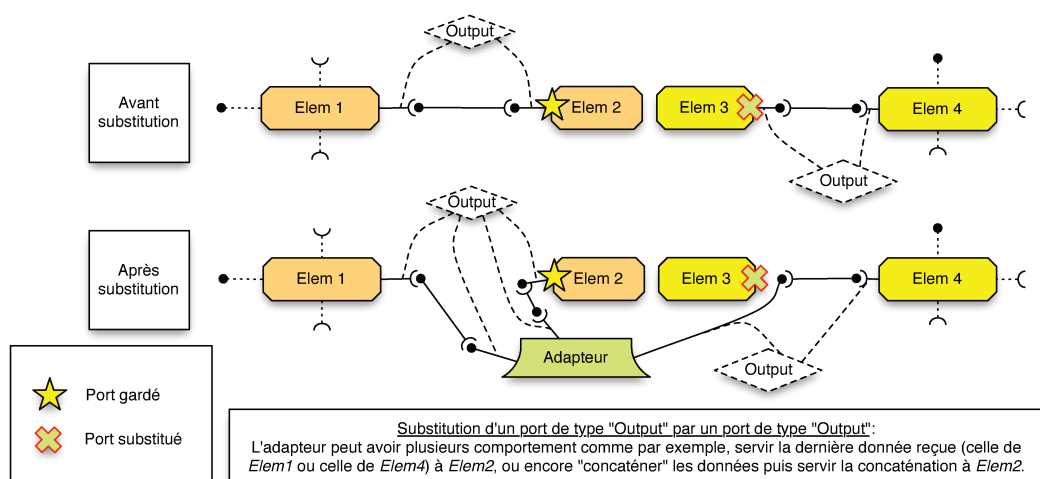 Output
Avant
substitution
Elem 1
Elem 2
Elem 3
Elem 4
Output
Output
Après
substitution
Elem 1
Elem 2
Elem 3
Elem 4
Adapteur
Output
Port gardé
Port substitué
Substitution d'un port de type "Output" par un port de type "Output":
L'adapteur peut avoir plusieurs comportement comme par exemple, servir la dernière donnée reçue (celle de
Elem1 ou celle de Elem4) à Elem2, ou encore "concaténer" les données puis servir la concaténation à Elem2.